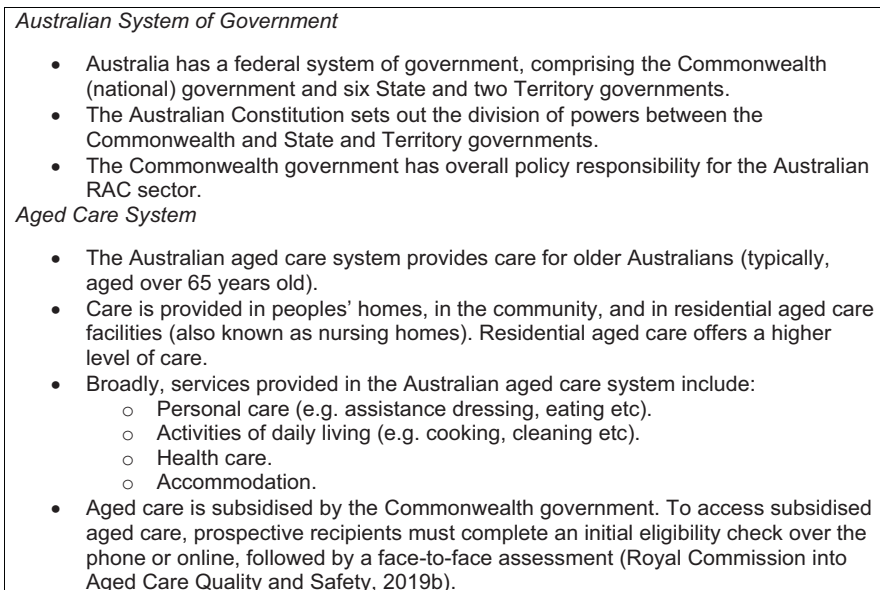 Australian System of Government
• Australia has a federal system of government, comprising the Commonwealth
(national) government and six State and two Territory governments.
• The Australian Constitution sets out the division of powers between the
Commonwealth and State and Territory governments.
• The Commonwealth government has overall policy responsibility for the Australian
RAC sector.
Aged Care System
• The Australian aged care system provides care for older Australians (typically,
aged over 65 years old).
• Care is provided in peoples' homes, in the community, and in residential aged care
facilities (also known as nursing homes). Residential aged care offers a higher
level of care.
• Broadly, services provided in the Australian aged care system include:
o Personal care (e.g. assistance dressing, eating etc).
o Activities of daily living (e.g. cooking, cleaning etc).
o Health care.
o Accommodation.
• Aged care is subsidised by the Commonwealth government. To access subsidised
aged care, prospective recipients must complete an initial eligibility check over the
phone or online, followed by a face-to-face assessment (Royal Commission into
Aged Care Quality and Safety, 2019b).